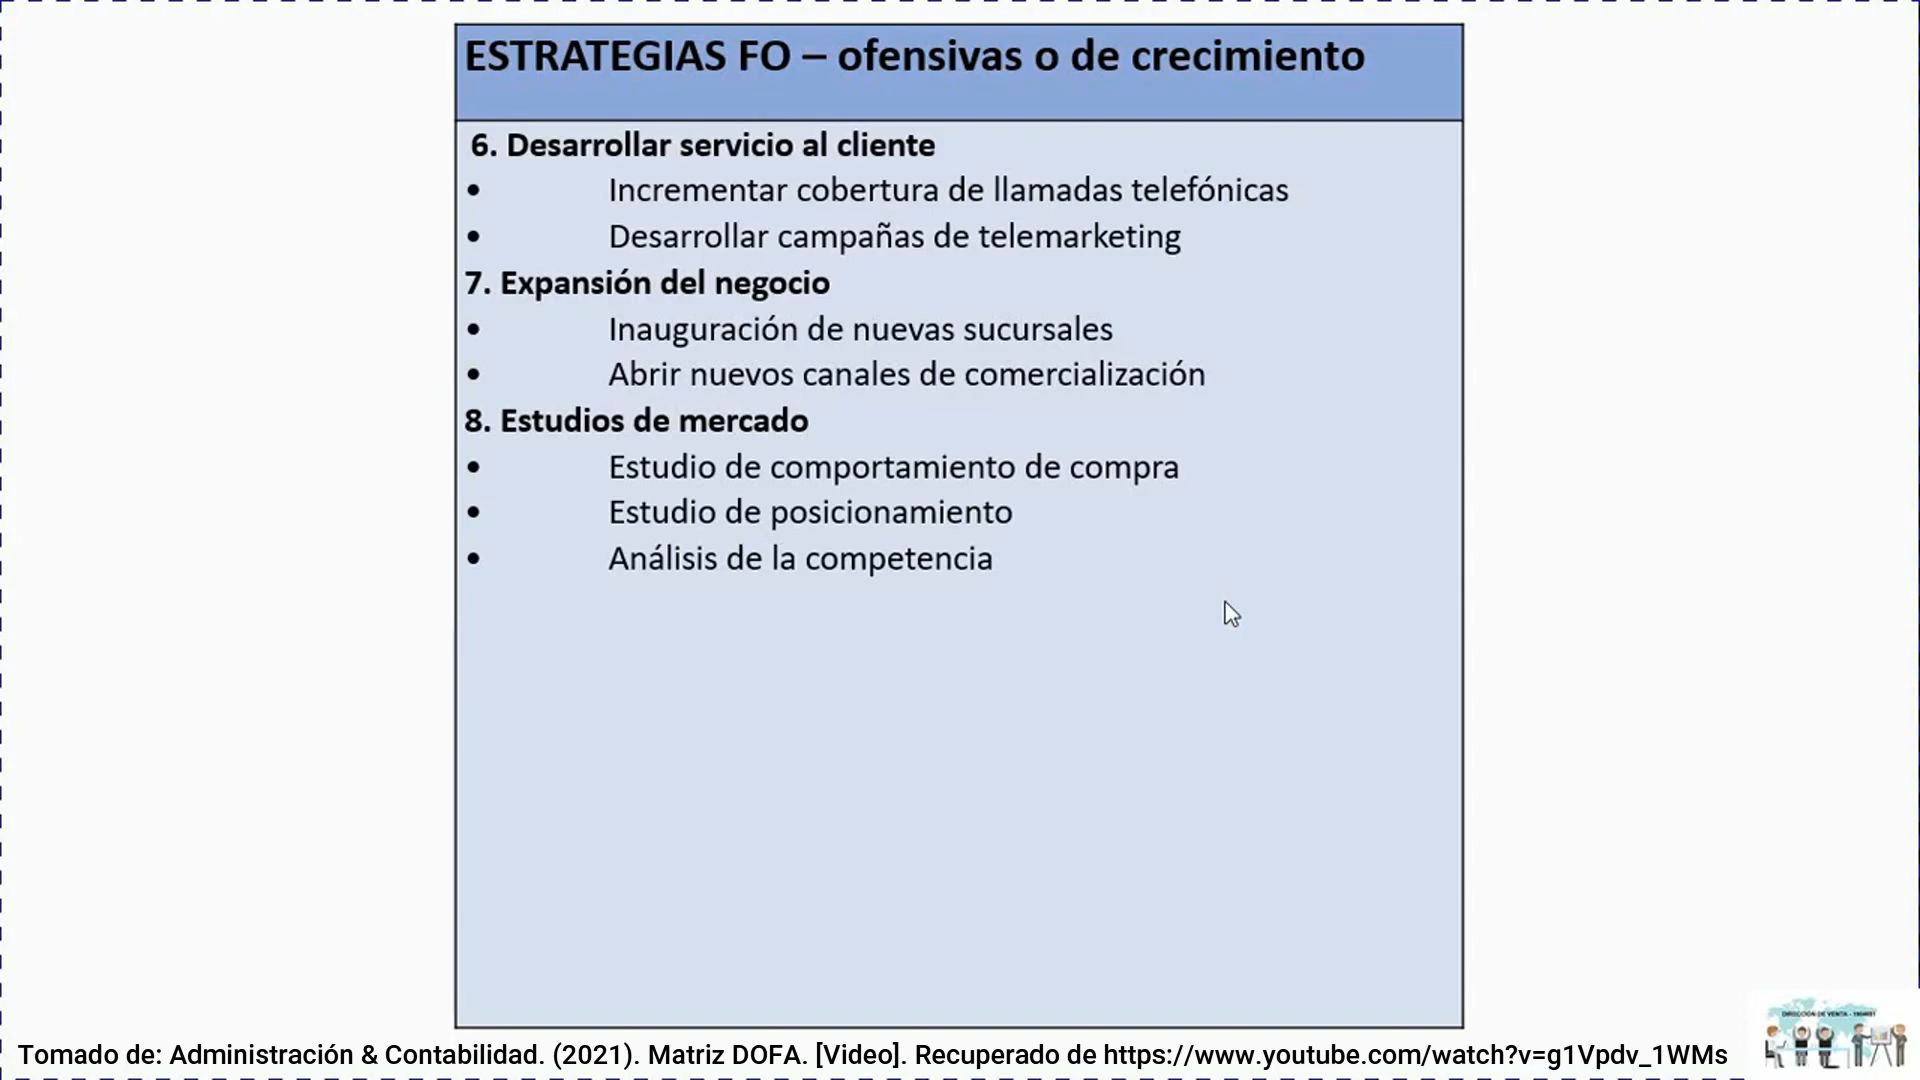 ESTRATEGIAS FO – ofensivas o de crecimiento
6. Desarrollar servicio al cliente
• Incrementar cobertura de llamadas telefónicas
• Desarrollar campañas de telemarketing
7. Expansión del negocio
• Inauguración de nuevas sucursales
• Abrir nuevos canales de comercialización
8. Estudios de mercado
• Estudio de comportamiento de compra
• Estudio de posicionamiento
• Análisis de la competencia
DIRECCIÓN DE VENTA -
Tomado de: Administración & Contabilidad. (2021). Matriz DOFA. [Video]. Recuperado de https://www.youtube.com/watch?v=g1Vpdv_1WMs